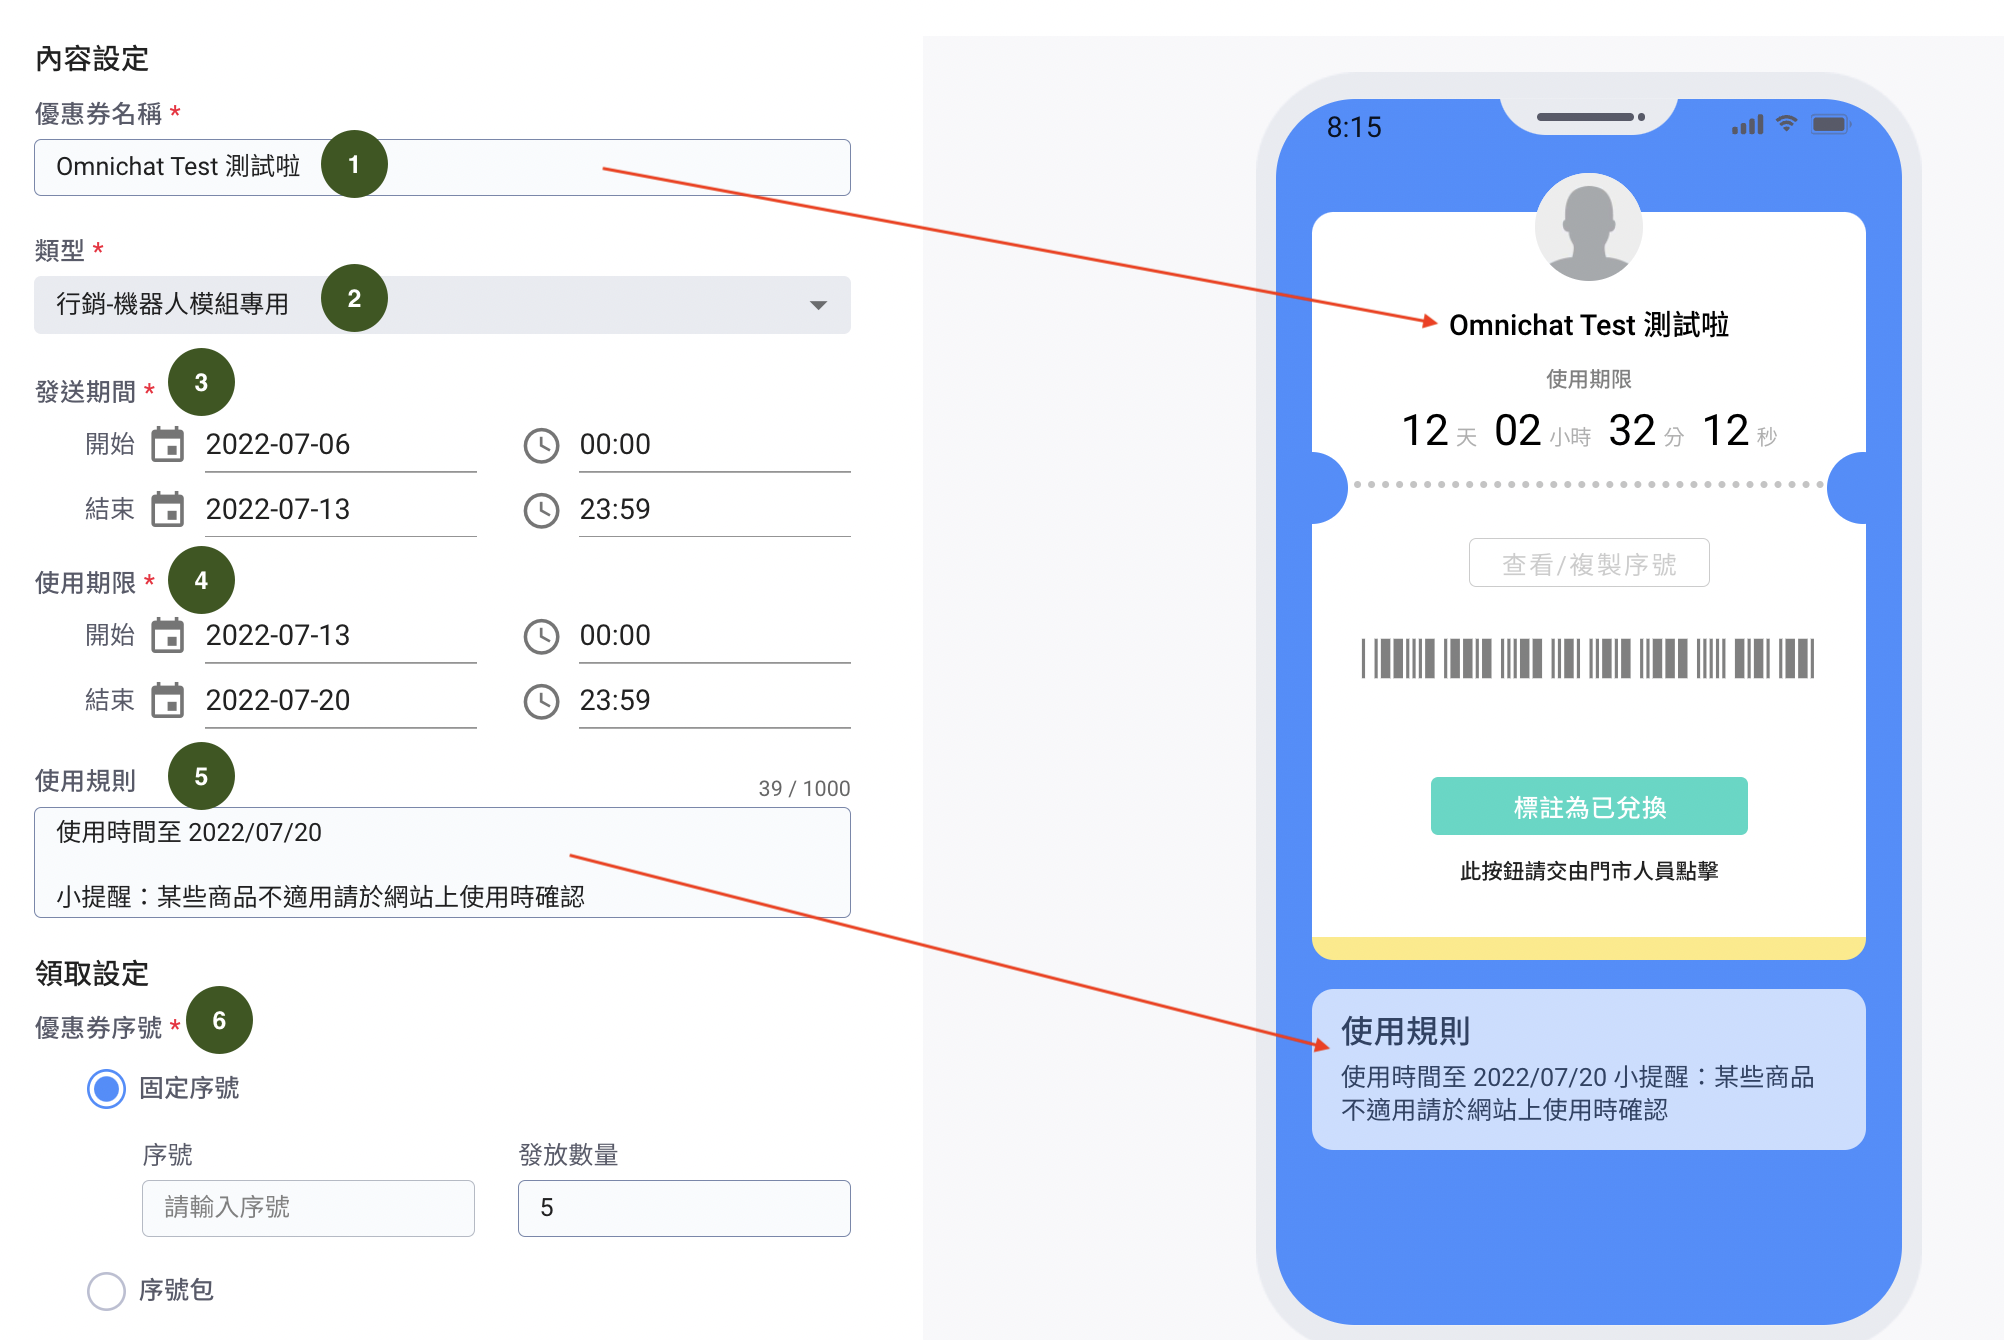 內容設定
優惠券名稱 *
Omnichat Test 測試啦
1
類型 *
行銷-機器人模組專用
2
發送期間 *
3
開始 2022-07-06 00:00
結束 2022-07-13 23:59
使用期限 *
4
開始 2022-07-13 00:00
結束 2022-07-20 23:59
使用規則
5
39 / 1000
使用時間至 2022/07/20
小提醒：某些商品不適用請於網站上使用時確認
領取設定
優惠券序號 *
6
固定序號
序號
發放數量
請輸入序號
5
序號包
8:15
Omnichat Test 測試啦
使用期限
12 天 02 小時 32 分 12 秒
查看/複製序號
標註為已兌換
此按鈕請交由門市人員點擊
使用規則
使用時間至 2022/07/20 小提醒：某些商品
不適用請於網站上使用時確認